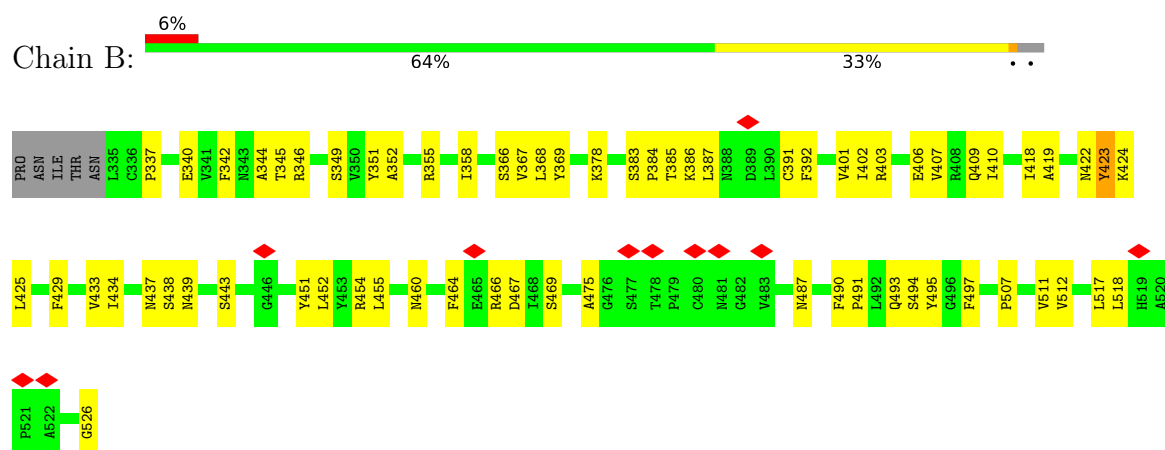 6%
Chain B:
64% 33% . .
PRO ASN ILE THR ASN L335 C336 P337 E340 V341 F342 N343 A344 T345 R346 S349 V350 Y351 A352 R355 I358 S366 V367 L368 Y369 K378 S383 P384 T385 K386 L387 N388 D389 L390 C391 F392 V401 I402 R403 E406 V407 R408 Q409 I410 I418 A419 N422 Y423 K424
L425 F429 V433 I434 N437 S438 N439 S443 G446 Y451 L452 Y453 R454 L455 N460 F464 E465 R466 D467 I468 S469 A475 G476 S477 T478 P479 C480 N481 G482 V483 N487 F490 P491 L492 Q493 S494 Y495 G496 F497 P507 V511 V512 L517 L518 H519 A520
P521 A522 G526